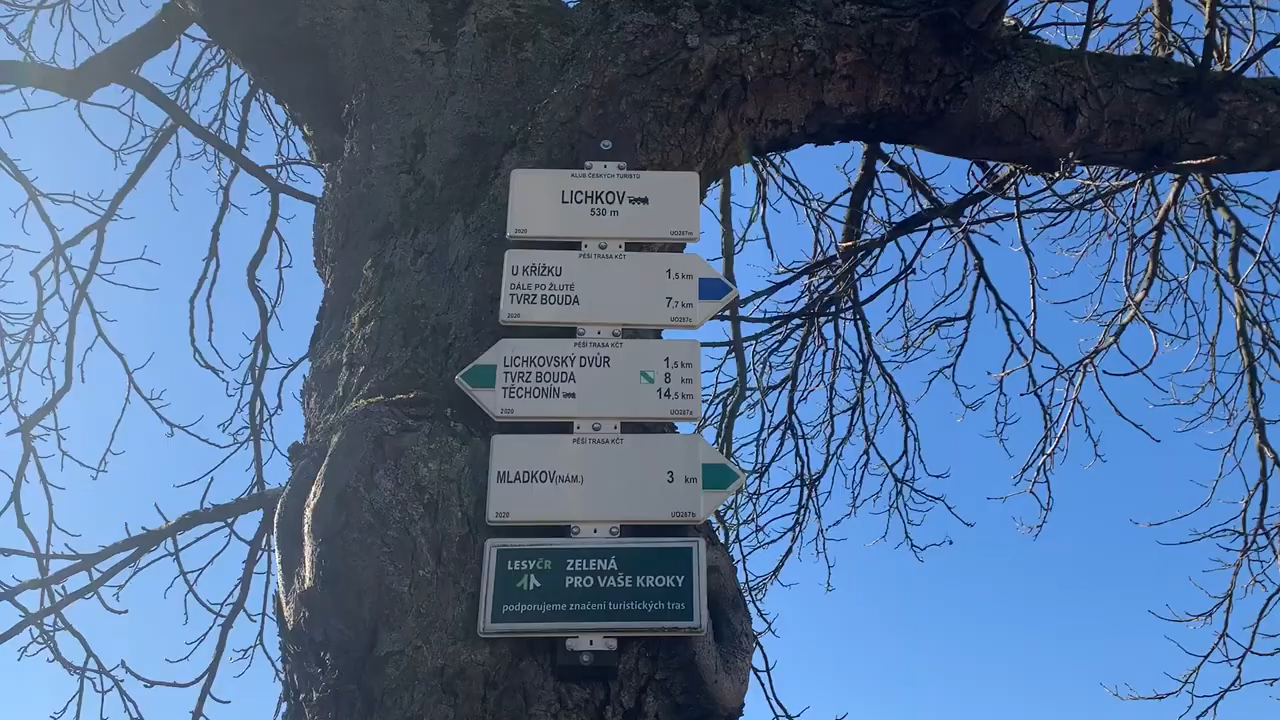 KLUB ČESKÝCH TURISTŮ
LICHKOV
530 m
2020 UO287m
PĚŠÍ TRASA KČT
U KŘÍŽKU 1,5 km
DÁLE PO ŽLUTÉ
TVRZ BOUDA 7,7 km
2020 UO287c
PĚŠÍ TRASA KČT
LICHKOVSKÝ DVŮR 1,5 km
TVRZ BOUDA 8 km
TĚCHONÍN 14,5 km
2020 UO287a
PĚŠÍ TRASA KČT
MLADKOV(NÁM.) 3 km
2020 UO287b
LESYČR ZELENÁ
PRO VAŠE KROKY
podporujeme značení turistických tras